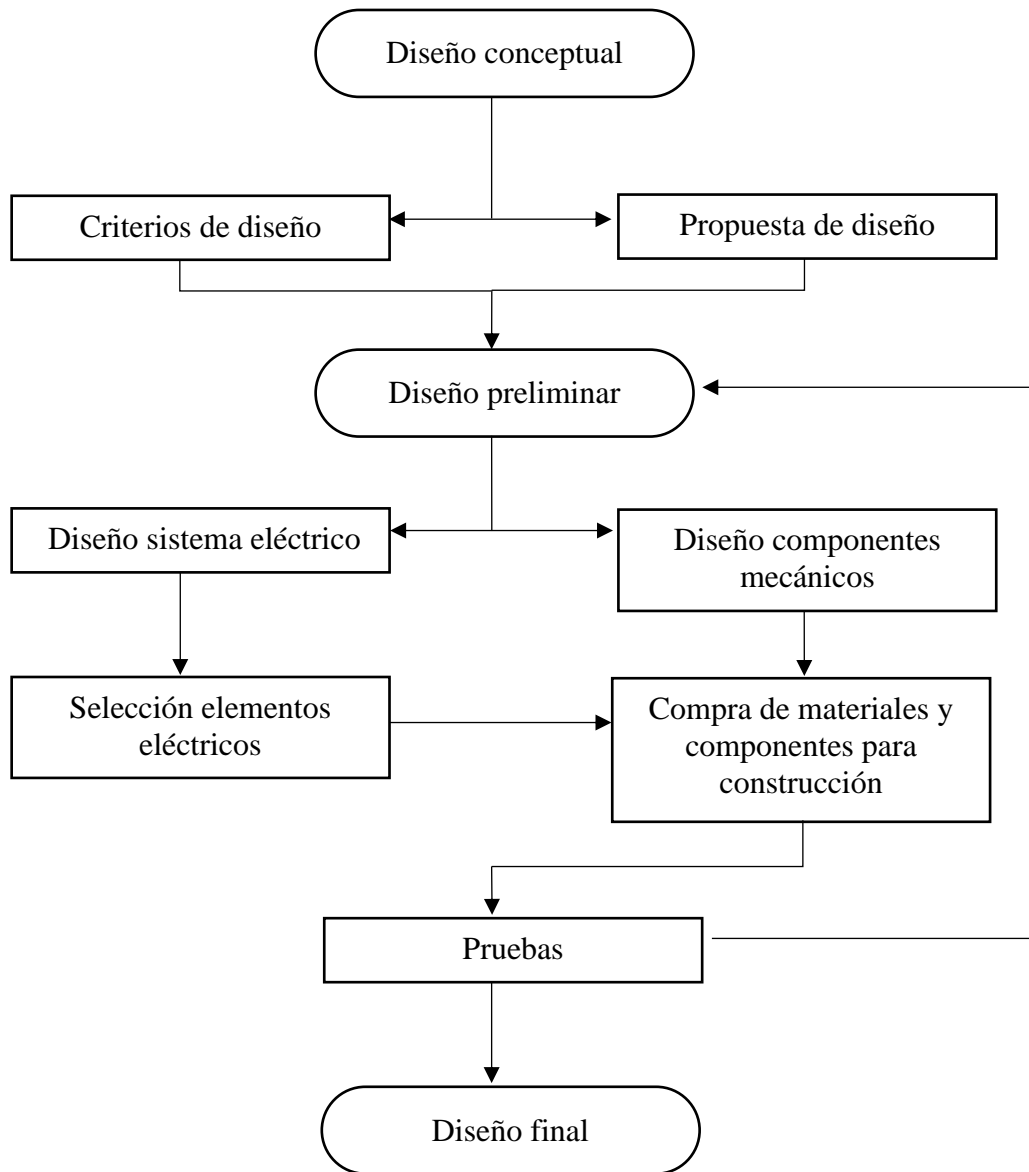 Diseño conceptual
Criterios de diseño
Propuesta de diseño
Diseño preliminar
Diseño sistema eléctrico
Diseño componentes
mecánicos
Selección elementos
eléctricos
Compra de materiales y
componentes para
construcción
Pruebas
Diseño final